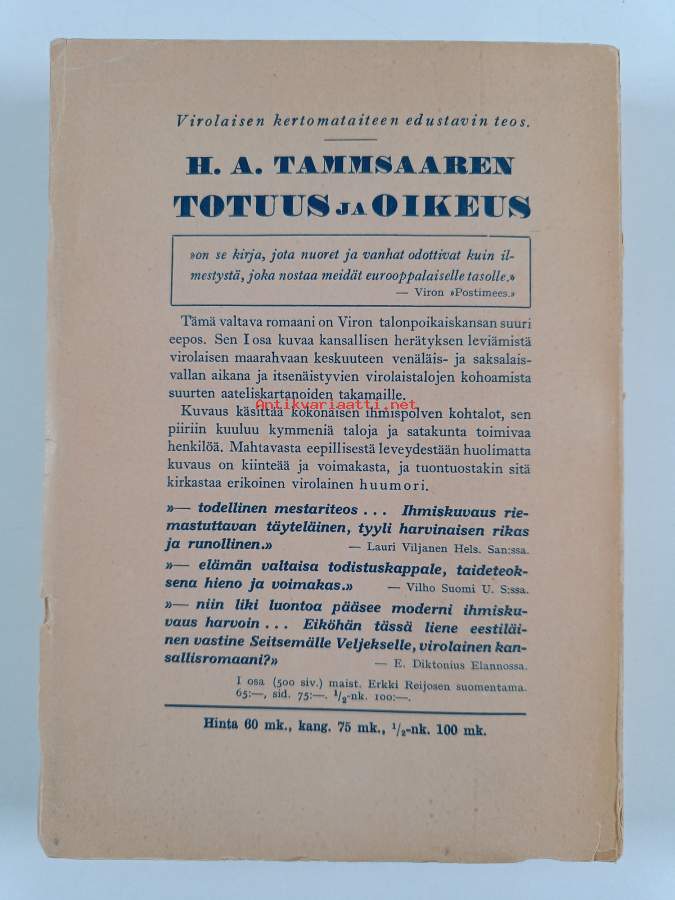 Virolaisen kertomataiteen edustavin teos.
H. A. TAMMSAAREN
TOTUUS JA OIKEUS
»on se kirja, jota nuoret ja vanhat odottivat kuin il-
mestystä, joka nostaa meidät eurooppalaiselle tasolle.»
— Viron »Postimees.»
Tämä valtava romaani on Viron talonpoikaiskansan suuri
eepos. Sen I osa kuvaa kansallisen herätyksen leviämistä
virolaisen maarahvaan keskuuteen venäläis- ja saksalais-
vallan aikana ja itsenäistyvien virolaistalojen kohoamista
suurten aateliskartanoiden takamaille.
Antikvariaatti.net
Kuvaus käsittää kokonaisen ihmispolven kohtalot, sen
piiriin kuuluu kymmeniä taloja ja satakunta toimivaa
henkilöä. Mahtavasta eepillisestä leveydestään huolimatta
kuvaus on kiinteää ja voimakasta, ja tuontuostakin sitä
kirkastaa erikoinen virolainen huumori.
»— todellinen mestariteos . . . Ihmiskuvaus rie-
mastuttavan täyteläinen, tyyli harvinaisen rikas
ja runollinen.» — Lauri Viljanen Hels. San:ssa.
»— elämän valtaisa todistuskappale, taideteok-
sena hieno ja voimakas.» — Vilho Suomi U. S:ssa.
»— niin liki luontoa pääsee moderni ihmisku-
vaus harvoin . . . Eiköhän tässä liene eestiläi-
nen vastine Seitsemälle Veljekselle, virolainen kan-
sallisromaani?» — E. Diktonius Elannossa.
I osa (500 siv.) maist. Erkki Reijosen suomentama.
65:—, sid. 75:—. ½-nk. 100:—.
Hinta 60 mk., kang. 75 mk., ½-nk. 100 mk.